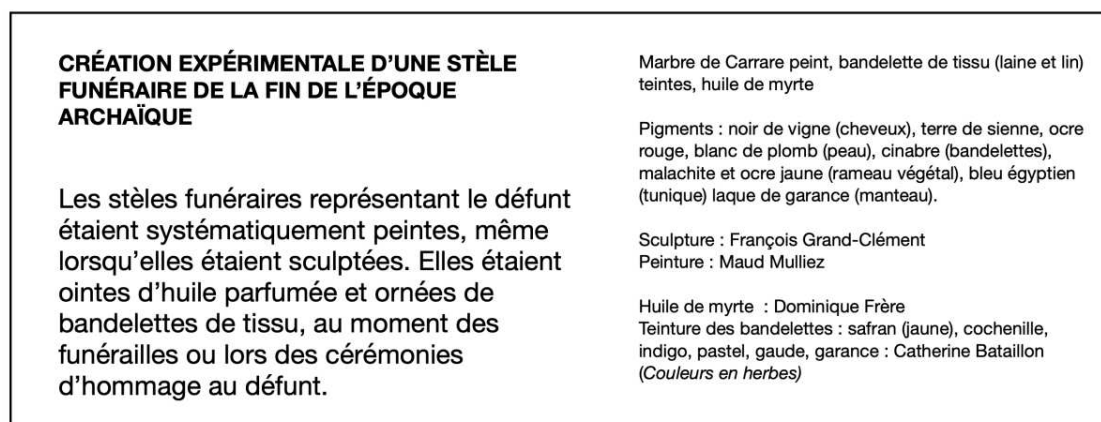 CRÉATION EXPÉRIMENTALE D'UNE STÈLE
FUNÉRAIRE DE LA FIN DE L'ÉPOQUE
ARCHAÏQUE
Les stèles funéraires représentant le défunt
étaient systématiquement peintes, même
lorsqu'elles étaient sculptées. Elles étaient
ointes d'huile parfumée et ornées de
bandelettes de tissu, au moment des
funérailles ou lors des cérémonies
d'hommage au défunt.
Marbre de Carrare peint, bandelette de tissu (laine et lin)
teintes, huile de myrte
Pigments : noir de vigne (cheveux), terre de sienne, ocre
rouge, blanc de plomb (peau), cinabre (bandelettes),
malachite et ocre jaune (rameau végétal), bleu égyptien
(tunique) laque de garance (manteau).
Sculpture : François Grand-Clément
Peinture : Maud Mulliez
Huile de myrte : Dominique Frère
Teinture des bandelettes : safran (jaune), cochenille,
indigo, pastel, gaude, garance : Catherine Bataillon
(Couleurs en herbes)